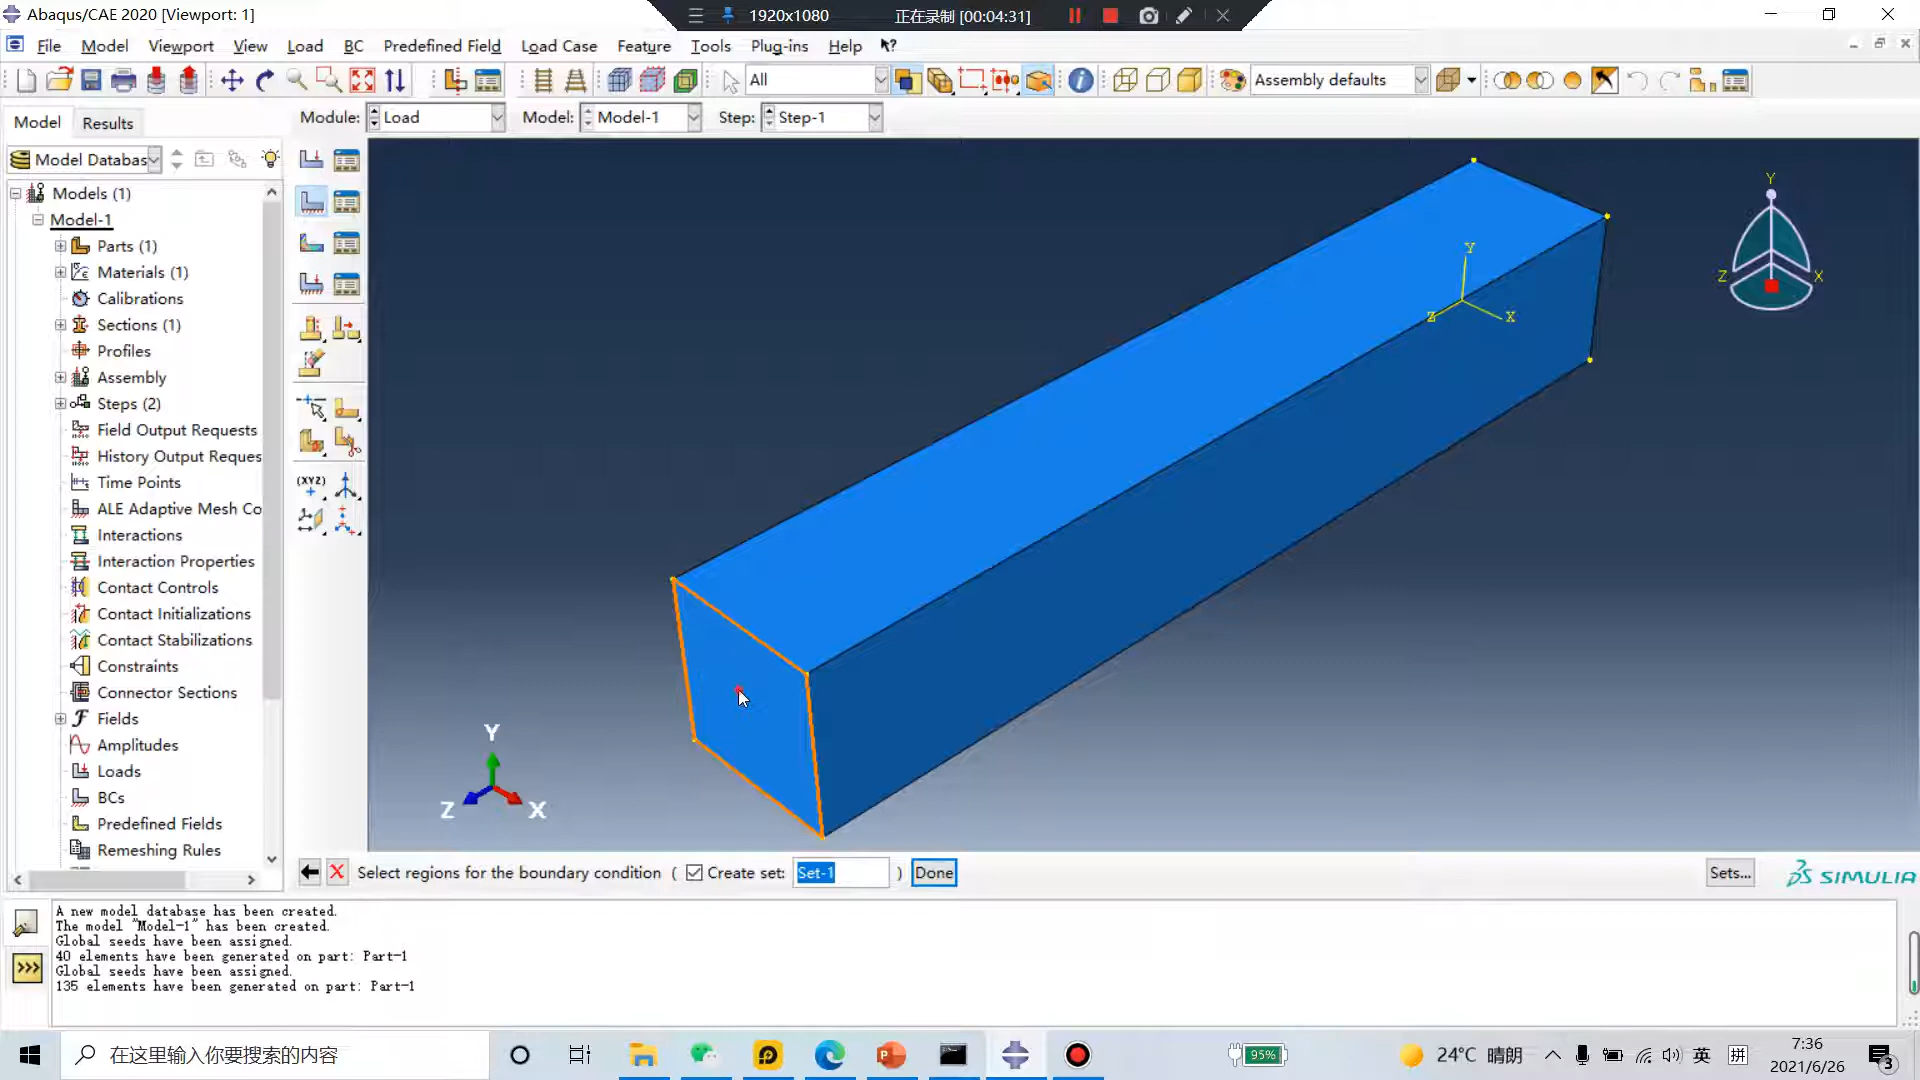 Abaqus/CAE 2020 [Viewport: 1]
1920x1080 正在录制 [00:04:31]
File Model Viewport View Load BC Predefined Field Load Case Feature Tools Plug-ins Help
All Assembly defaults
Model Results Module: Load Model: Model-1 Step: Step-1
Model Databas
Models (1)
Model-1
Parts (1)
Materials (1)
Calibrations
Sections (1)
Profiles
Assembly
Steps (2)
Field Output Requests
History Output Reques
Time Points
ALE Adaptive Mesh Co
Interactions
Interaction Properties
Contact Controls
Contact Initializations
Contact Stabilizations
Constraints
Connector Sections
Fields
Amplitudes
Loads
BCs
Predefined Fields
Remeshing Rules
(XYZ)
Y
Z X
Y
Z X
Y
Z X
Select regions for the boundary condition ( Create set: Set-1 ) Done Sets... SIMULIA
A new model database has been created.
The model "Model-1" has been created.
Global seeds have been assigned.
40 elements have been generated on part: Part-1
Global seeds have been assigned.
135 elements have been generated on part: Part-1
>>>
在这里输入你要搜索的内容
95%
24°C 晴朗
英
拼
7:36
2021/6/26
3